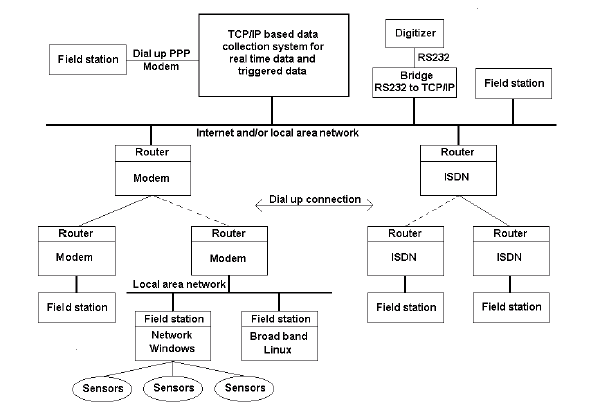 TCP/IP based data
collection system for
real time data and
triggered data
Field station
Dial up PPP
Modem
Digitizer
RS232
Bridge
RS232 to TCP/IP
Field station
Internet and/or local area network
Router
Modem
Router
ISDN
Dial up connection
Router
Modem
Router
Modem
Router
ISDN
Router
ISDN
Field station
Local area network
Field station
Field station
Field station
Network
Windows
Field station
Broad band
Linux
Sensors
Sensors
Sensors